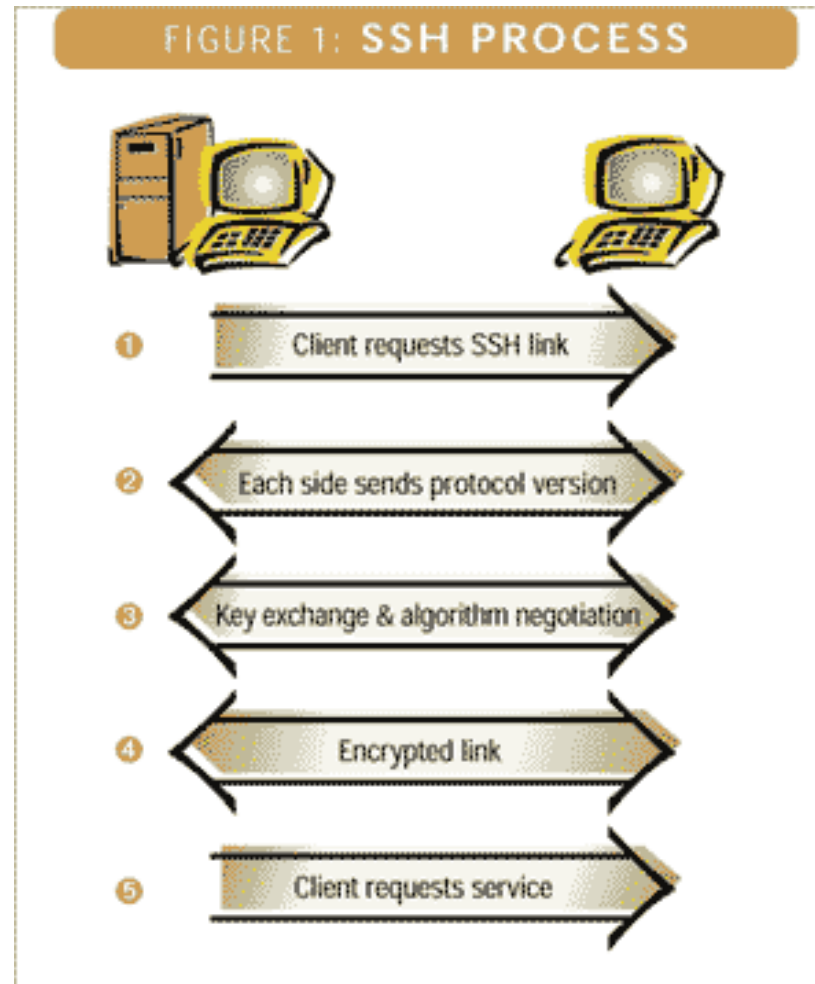 FIGURE 1: SSH PROCESS
1 Client requests SSH link
2 Each side sends protocol version
3 Key exchange & algorithm negotiation
4 Encrypted link
5 Client requests service